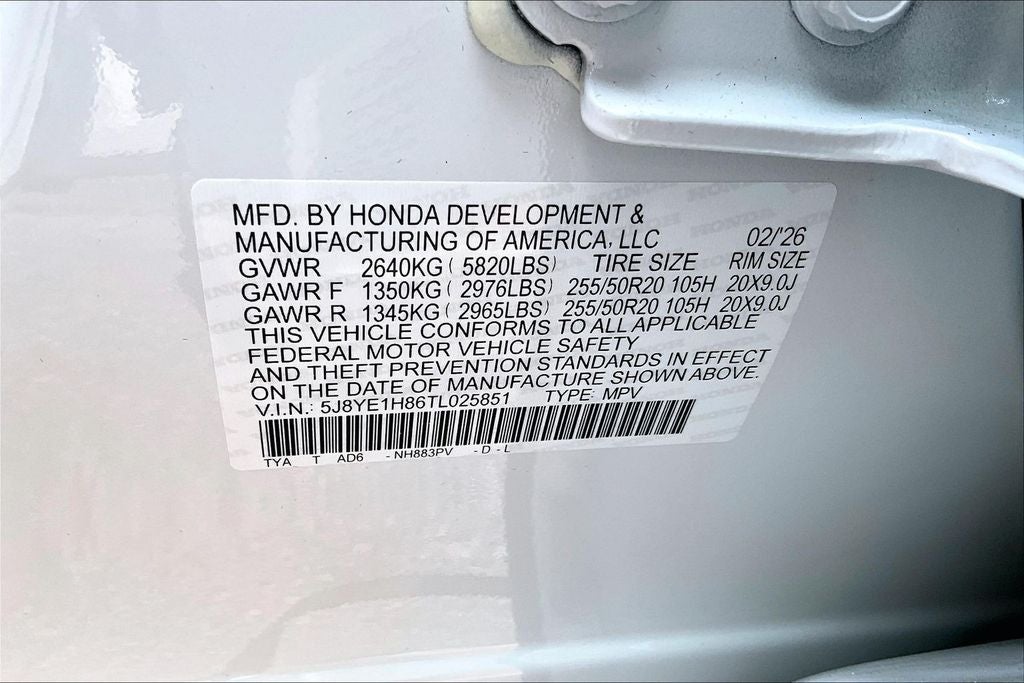 MFD. BY HONDA DEVELOPMENT &
MANUFACTURING OF AMERICA, LLC 02/'26
GVWR 2640KG ( 5820LBS) TIRE SIZE RIM SIZE
GAWR F 1350KG ( 2976LBS) 255/50R20 105H 20X9.0J
GAWR R 1345KG ( 2965LBS) 255/50R20 105H 20X9.0J
THIS VEHICLE CONFORMS TO ALL APPLICABLE
FEDERAL MOTOR VEHICLE SAFETY
AND THEFT PREVENTION STANDARDS IN EFFECT
ON THE DATE OF MANUFACTURE SHOWN ABOVE.
V.I.N.: 5J8YE1H86TL025851 TYPE: MPV
TYA T AD6 - NH883PV - D - L